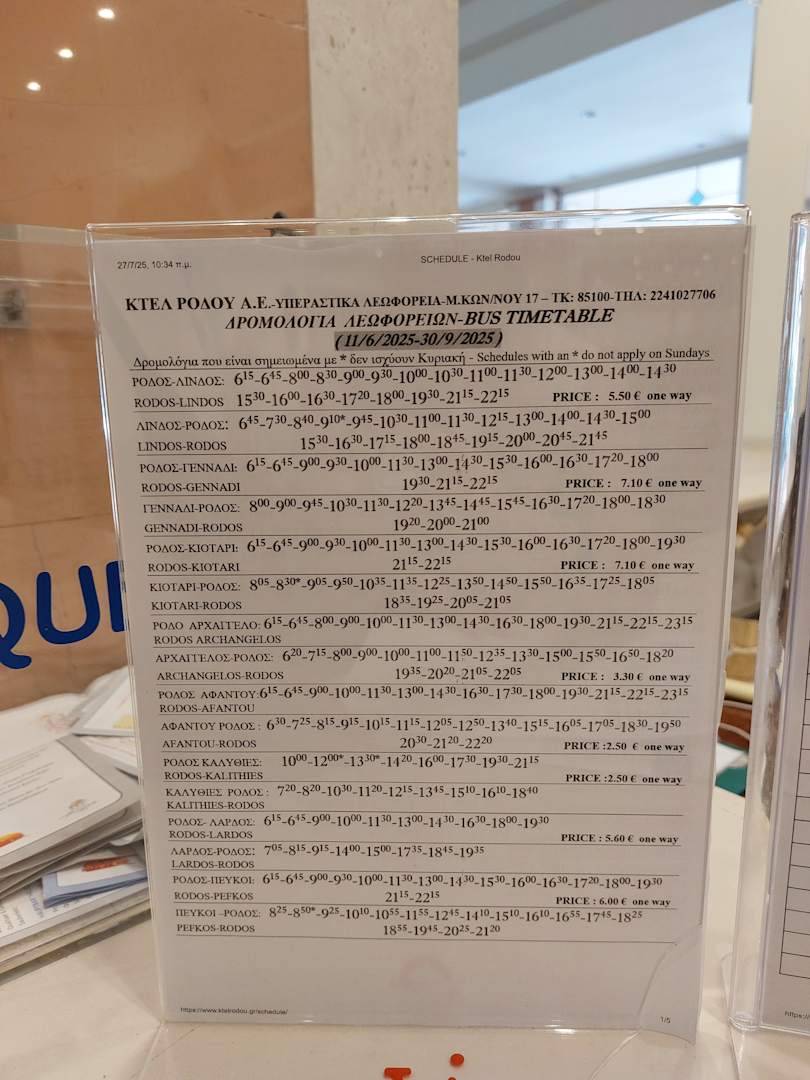 27/7/25, 10:34 π.μ.
SCHEDULE - Ktel Rodou
ΚΤΕΛ ΡΟΔΟΥ Α.Ε.-ΥΠΕΡΑΣΤΙΚΑ ΛΕΩΦΟΡΕΙΑ-Μ.ΚΩΝ/ΝΟΥ 17 – ΤΚ: 85100-ΤΗΛ: 2241027706
ΔΡΟΜΟΛΟΓΙΑ ΛΕΩΦΟΡΕΙΩΝ-BUS TIMETABLE
(11/6/2025-30/9/2025)
Δρομολόγια που είναι σημειωμένα με * δεν ισχύουν Κυριακή - Schedules with an * do not apply on Sundays
ΡΟΔΟΣ-ΛΙΝΔΟΣ: 6¹⁵-6⁴⁵-8⁰⁰-8³⁰-9⁰⁰-9³⁰-10⁰⁰-10³⁰-11⁰⁰-11³⁰-12⁰⁰-13⁰⁰-14⁰⁰-14³⁰
RODOS-LINDOS 15³⁰-16⁰⁰-16³⁰-17²⁰-18⁰⁰-19³⁰-21¹⁵-22¹⁵ PRICE : 5.50 € one way
ΛΙΝΔΟΣ-ΡΟΔΟΣ: 6⁴⁵-7³⁰-8⁴⁰-9¹⁰*-9⁴⁵-10³⁰-11⁰⁰-11³⁰-12¹⁵-13⁰⁰-14⁰⁰-14³⁰-15⁰⁰
LINDOS-RODOS 15³⁰-16³⁰-17¹⁵-18⁰⁰-18⁴⁵-19¹⁵-20⁰⁰-20⁴⁵-21⁴⁵
ΡΟΔΟΣ-ΓΕΝΝΑΔΙ: 6¹⁵-6⁴⁵-9⁰⁰-9³⁰-10⁰⁰-11³⁰-13⁰⁰-14³⁰-15³⁰-16⁰⁰-16³⁰-17²⁰-18⁰⁰
RODOS-GENNADI 19³⁰-21¹⁵-22¹⁵ PRICE : 7.10 € one way
ΓΕΝΝΑΔΙ-ΡΟΔΟΣ: 8⁰⁰-9⁰⁰-9⁴⁵-10³⁰-11³⁰-12²⁰-13⁴⁵-14⁴⁵-15⁴⁵-16³⁰-17²⁰-18⁰⁰-18³⁰
GENNADI-RODOS 19²⁰-20⁰⁰-21⁰⁰
ΡΟΔΟΣ-ΚΙΟΤΑΡΙ: 6¹⁵-6⁴⁵-9⁰⁰-9³⁰-10⁰⁰-11³⁰-13⁰⁰-14³⁰-15³⁰-16⁰⁰-16³⁰-17²⁰-18⁰⁰-19³⁰
RODOS-KIOTARI 21¹⁵-22¹⁵ PRICE : 7.10 € one way
ΚΙΟΤΑΡΙ-ΡΟΔΟΣ: 8⁰⁵-8³⁰*-9⁰⁵-9⁵⁰-10³⁵-11³⁵-12²⁵-13⁵⁰-14⁵⁰-15⁵⁰-16³⁵-17²⁵-18⁰⁵
KIOTARI-RODOS 18³⁵-19²⁵-20⁰⁵-21⁰⁵
ΡΟΔΟ ΑΡΧΑΓΓΕΛΟ: 6¹⁵-6⁴⁵-8⁰⁰-9⁰⁰-10⁰⁰-11³⁰-13⁰⁰-14³⁰-16³⁰-18⁰⁰-19³⁰-21¹⁵-22¹⁵-23¹⁵
RODOS ARCHANGELOS
ΑΡΧΑΓΓΕΛΟΣ-ΡΟΔΟΣ: 6²⁰-7¹⁵-8⁰⁰-9⁰⁰-10⁰⁰-11⁰⁰-11⁵⁰-12³⁵-13³⁰-15⁰⁰-15⁵⁰-16⁵⁰-18²⁰
ARCHANGELOS-RODOS 19³⁵-20²⁰-21⁰⁵-22⁰⁵ PRICE : 3.30 € one way
ΡΟΔΟΣ ΑΦΑΝΤΟΥ:6¹⁵-6⁴⁵-9⁰⁰-10⁰⁰-11³⁰-13⁰⁰-14³⁰-16³⁰-17³⁰-18⁰⁰-19³⁰-21¹⁵-22¹⁵-23¹⁵
RODOS-AFANTOU
ΑΦΑΝΤΟΥ ΡΟΔΟΣ : 6³⁰-7²⁵-8¹⁵-9¹⁵-10¹⁵-11¹⁵-12⁰⁵-12⁵⁰-13⁴⁰-15¹⁵-16⁰⁵-17⁰⁵-18³⁰-19⁵⁰
AFANTOU-RODOS 20³⁰-21²⁰-22²⁰ PRICE :2.50 € one way
ΡΟΔΟΣ ΚΑΛΥΘΙΕΣ: 10⁰⁰-12⁰⁰*-13³⁰*-14²⁰-16⁰⁰-17³⁰-19³⁰-21¹⁵
RODOS-KALITHIES PRICE :2.50 € one way
ΚΑΛΥΘΙΕΣ ΡΟΔΟΣ : 7²⁰-8²⁰-10³⁰-11²⁰-12¹⁵-13⁴⁵-15¹⁰-16¹⁰-18⁴⁰
KALITHIES-RODOS
ΡΟΔΟΣ- ΛΑΡΔΟΣ: 6¹⁵-6⁴⁵-9⁰⁰-10⁰⁰-11³⁰-13⁰⁰-14³⁰-16³⁰-18⁰⁰-19³⁰
RODOS-LARDOS PRICE : 5.60 € one way
ΛΑΡΔΟΣ-ΡΟΔΟΣ: 7⁰⁵-8¹⁵-9¹⁵-14⁰⁰-15⁰⁰-17³⁵-18⁴⁵-19³⁵
LARDOS-RODOS
ΡΟΔΟΣ-ΠΕΥΚΟΙ: 6¹⁵-6⁴⁵-9⁰⁰-9³⁰-10⁰⁰-11³⁰-13⁰⁰-14³⁰-15³⁰-16⁰⁰-16³⁰-17²⁰-18⁰⁰-19³⁰
RODOS-PEFKOS 21¹⁵-22¹⁵ PRICE : 6.00 € one way
ΠΕΥΚΟΙ –ΡΟΔΟΣ: 8²⁵-8⁵⁰*-9²⁵-10¹⁰-10⁵⁵-11⁵⁵-12⁴⁵-14¹⁰-15¹⁰-16¹⁰-16⁵⁵-17⁴⁵-18²⁵
PEFKOS-RODOS 18⁵⁵-19⁴⁵-20²⁵-21²⁰
https://www.ktelrodou.gr/schedule/
1/5